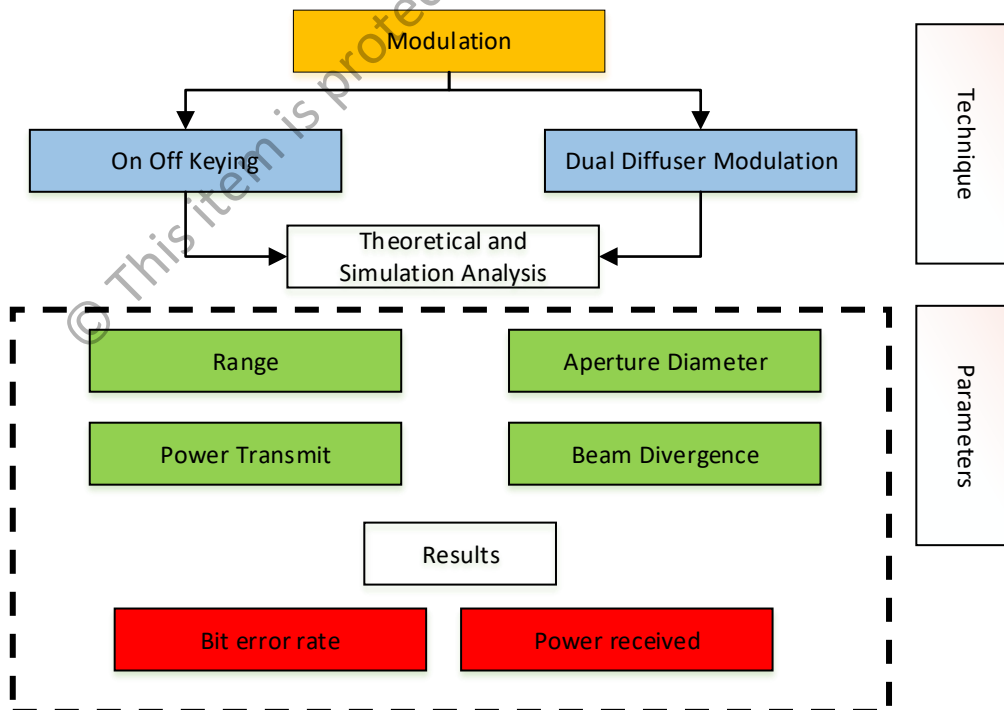 Modulation
On Off Keying
Dual Diffuser Modulation
Theoretical and
Simulation Analysis
Technique
Range
Aperture Diameter
Power Transmit
Beam Divergence
Parameters
Results
Bit error rate
Power received
© This item is protec